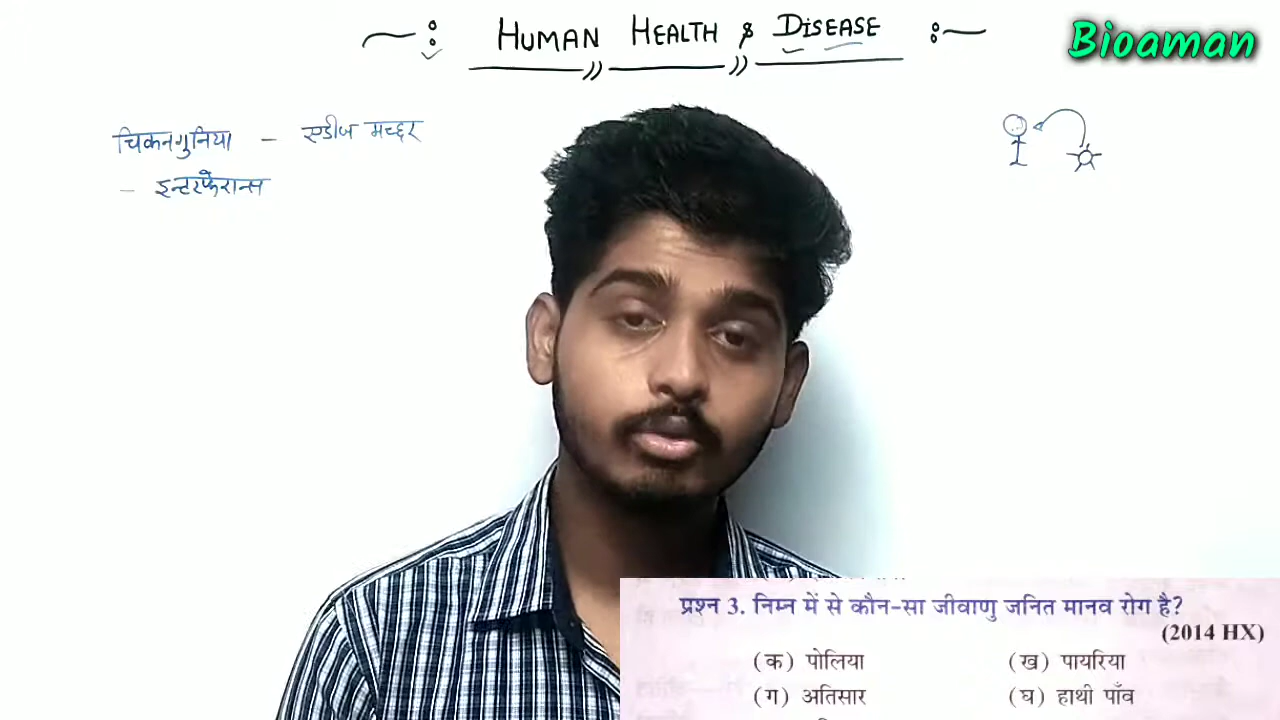 HUMAN HEALTH & DISEASE
Bioaman
चिकनगुनिया - एडीज मच्छर
- इन्टरफेरान्स
प्रश्न 3. निम्न में से कौन-सा जीवाणु जनित मानव रोग है?
(2014 HX)
(क) पोलिया (ख) पायरिया
(ग) अतिसार (घ) हाथी पाँव